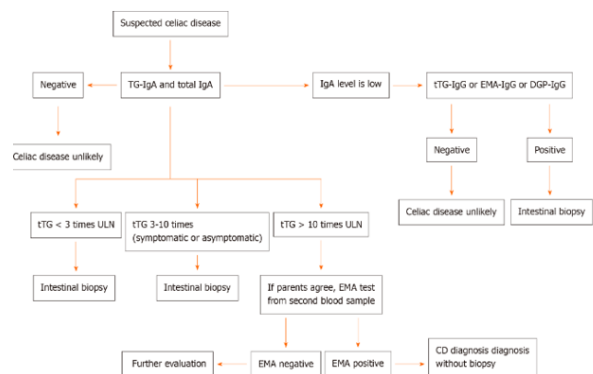 Suspected celiac disease
Negative
TG-IgA and total IgA
IgA level is low
tTG-IgG or EMA-IgG or DGP-IgG
Celiac disease unlikely
Negative
Positive
Celiac disease unlikely
Intestinal biopsy
tTG < 3 times ULN
tTG 3-10 times
(symptomatic or asymptomatic)
tTG > 10 times ULN
Intestinal biopsy
Intestinal biopsy
If parents agree, EMA test
from second blood sample
Further evaluation
EMA negative
EMA positive
CD diagnosis diagnosis
without biopsy